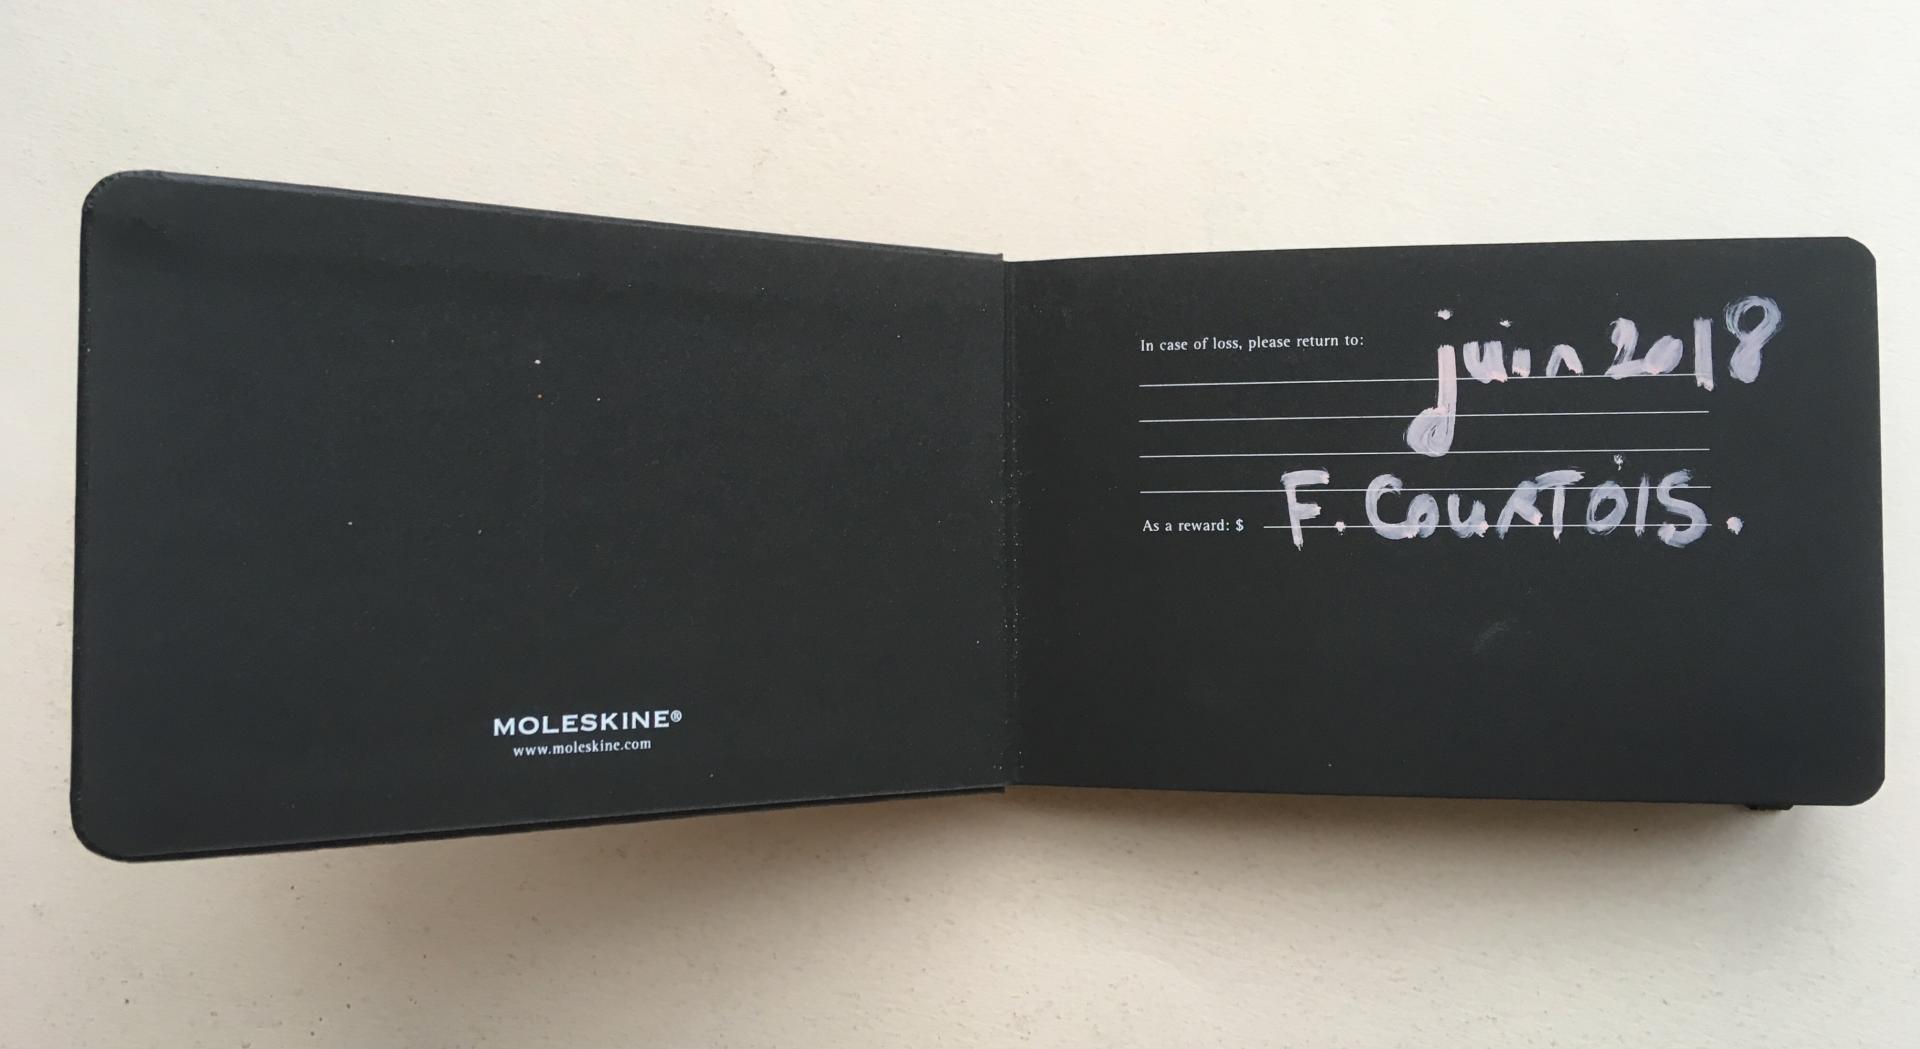 MOLESKINE®
www.moleskine.com
In case of loss, please return to:
juin 2018
As a reward: $
F. COURTOIS.